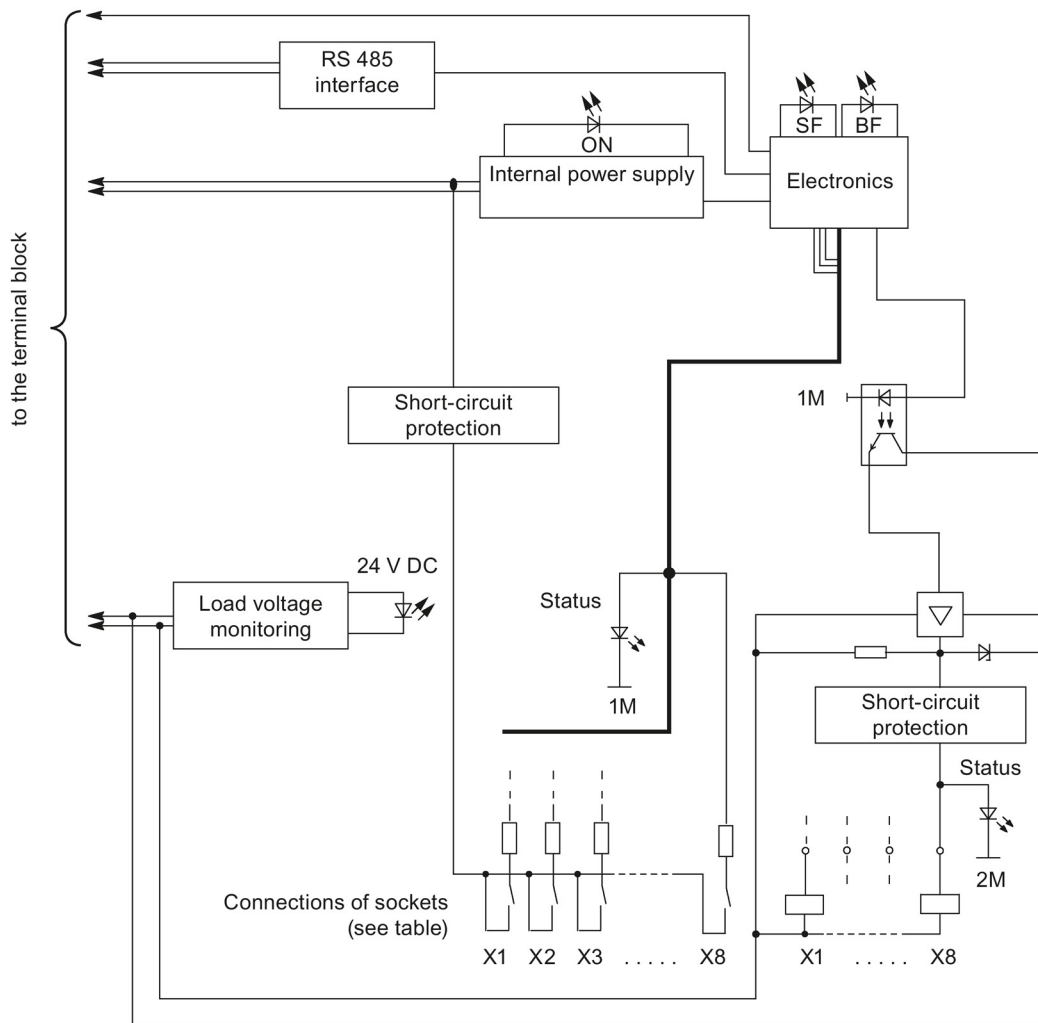 RS 485
interface
SF
BF
ON
Internal power supply
Electronics
to the terminal block
Short-circuit
protection
1M
24 V DC
Load voltage
monitoring
Status
1M
Short-circuit
protection
Status
2M
Connections of sockets
(see table)
X1 X2 X3 ..... X8
X1 ..... X8